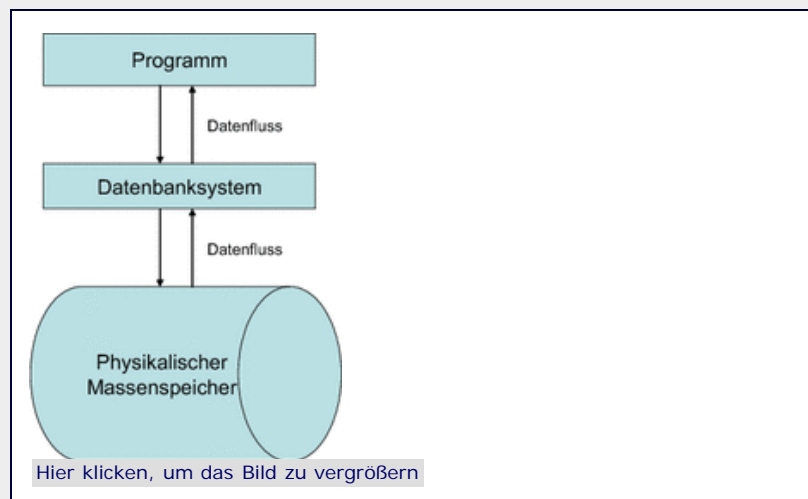 Programm
Datenfluss
Datenbanksystem
Datenfluss
Physikalischer
Massenspeicher
Hier klicken, um das Bild zu vergrößern